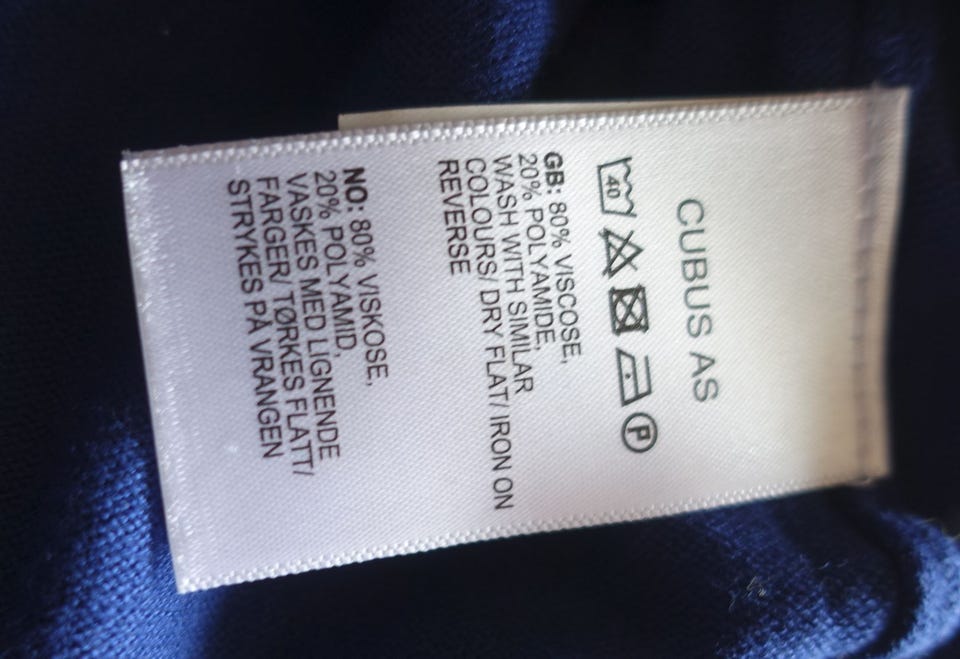 CUBUS AS
40 P
GB: 80% VISCOSE,
20% POLYAMIDE,
WASH WITH SIMILAR
COLOURS/ DRY FLAT/ IRON ON
REVERSE
NO: 80% VISKOSE,
20% POLYAMID,
VASKES MED LIGNENDE
FARGER/ TØRKES FLATT/
STRYKES PÅ VRANGEN